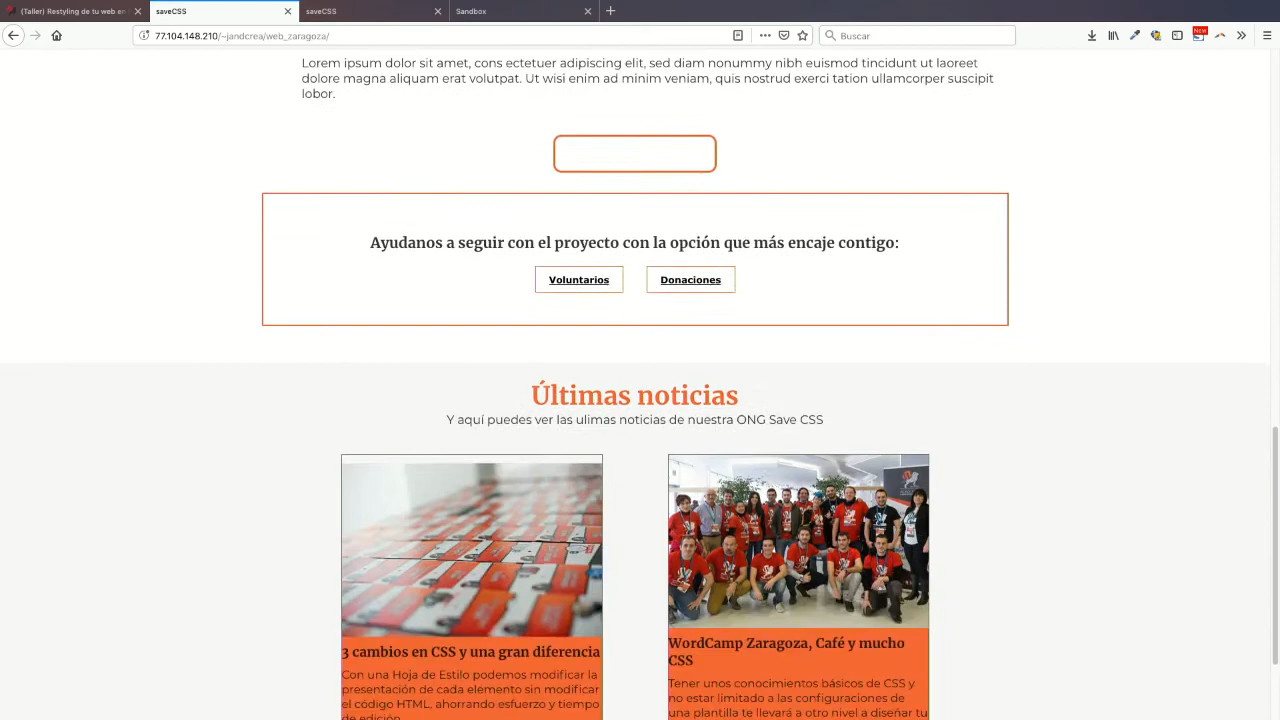 (Taller) Restyling de tu web en
saveCSS
saveCSS
Sandbox
77.104.148.210/~jandcrea/web_zaragoza/
Buscar
New
Lorem ipsum dolor sit amet, cons ectetuer adipiscing elit, sed diam nonummy nibh euismod tincidunt ut laoreet
dolore magna aliquam erat volutpat. Ut wisi enim ad minim veniam, quis nostrud exerci tation ullamcorper suscipit
lobor.
Ayudanos a seguir con el proyecto con la opción que más encaje contigo:
Voluntarios
Donaciones
Últimas noticias
Y aquí puedes ver las ulimas noticias de nuestra ONG Save CSS
3 cambios en CSS y una gran diferencia
Con una Hoja de Estilo podemos modificar la
presentación de cada elemento sin modificar
el código HTML, ahorrando esfuerzo y tiempo
de edición
WordCamp Zaragoza, Café y mucho
CSS
Tener unos conocimientos básicos de CSS y
no estar limitado a las configuraciones de
una plantilla te llevará a otro nivel a diseñar tu